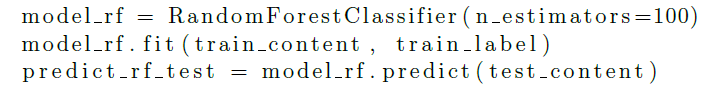 model_rf = RandomForestClassifier(n_estimators=100)
model_rf.fit(train_content, train_label)
predict_rf_test = model_rf.predict(test_content)